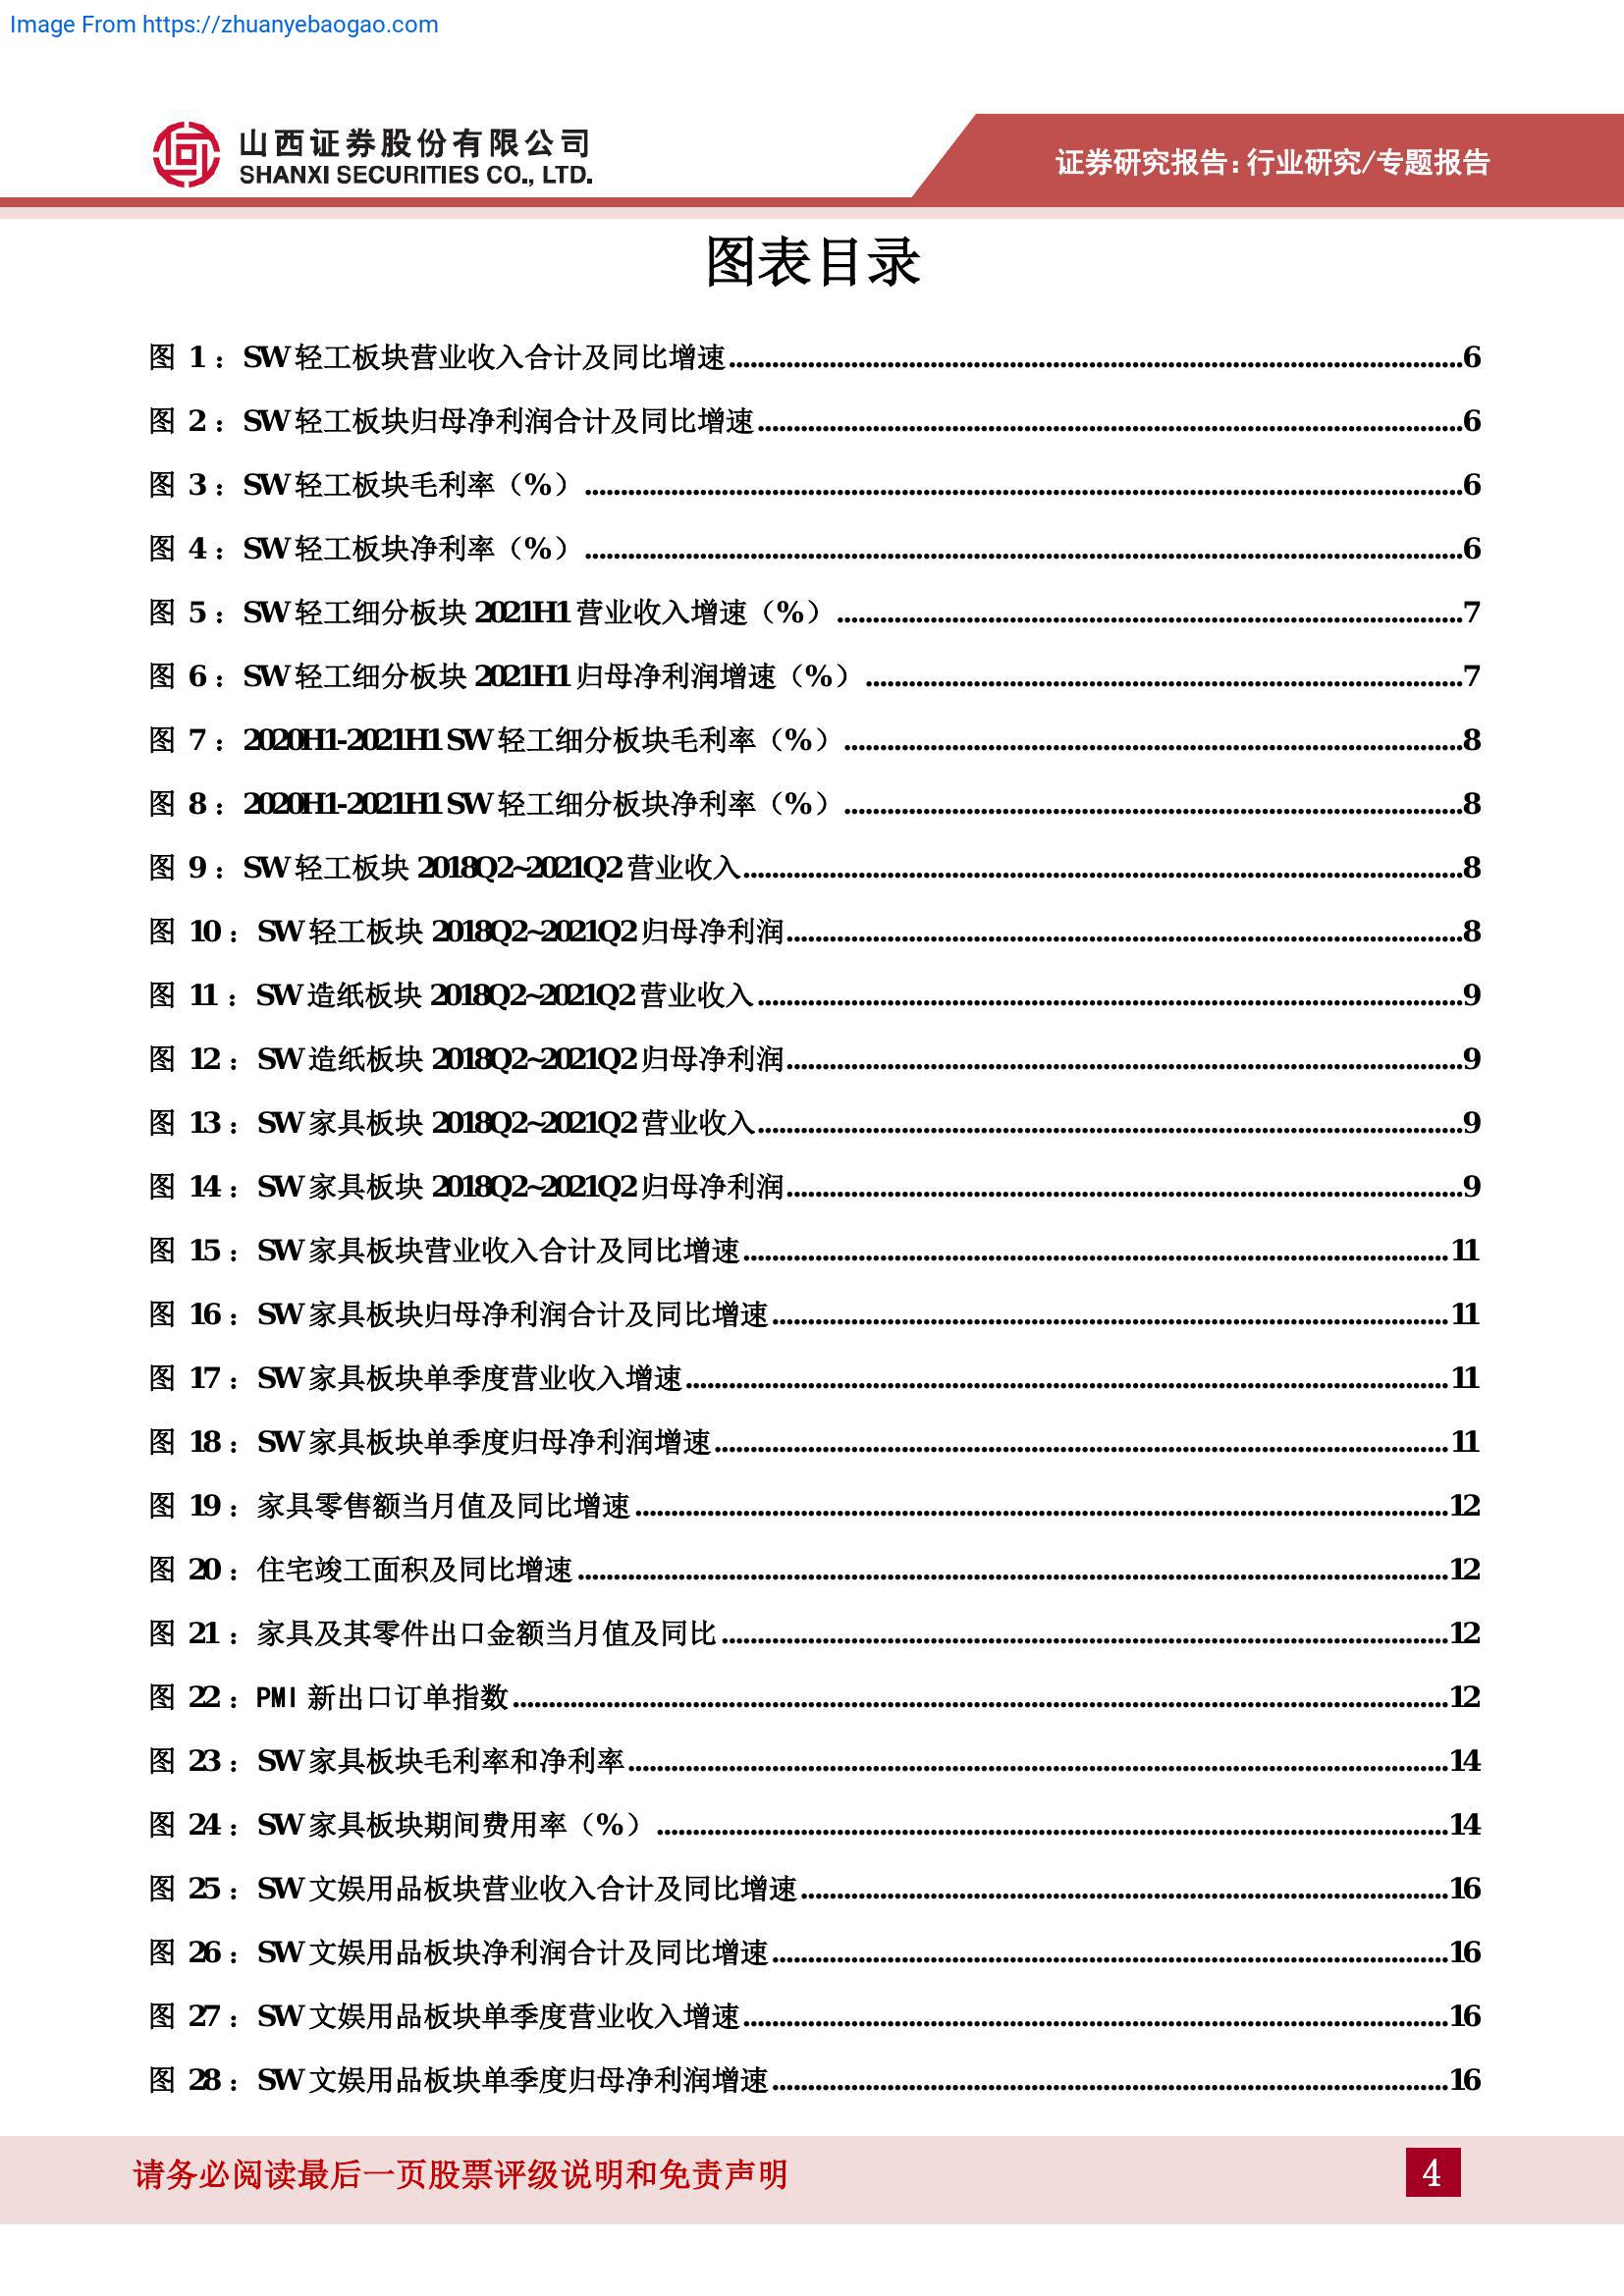 Image From https://zhuanyebaogao.com
山西证券股份有限公司
SHANXI SECURITIES CO., LTD.
证券研究报告：行业研究/专题报告
图表目录
图 1： SW 轻工板块营业收入合计及同比增速........................................6
图 2： SW 轻工板块归母净利润合计及同比增速........................................6
图 3： SW 轻工板块毛利率（%）........................................6
图 4： SW 轻工板块净利率（%）........................................6
图 5： SW 轻工细分板块 2021H1 营业收入增速（%）........................................7
图 6： SW 轻工细分板块 2021H1 归母净利润增速（%）........................................7
图 7： 2020H1-2021H1 SW 轻工细分板块毛利率（%）........................................8
图 8： 2020H1-2021H1 SW 轻工细分板块净利率（%）........................................8
图 9： SW 轻工板块 2018Q2~2021Q2 营业收入........................................8
图 10： SW 轻工板块 2018Q2~2021Q2 归母净利润........................................8
图 11： SW 造纸板块 2018Q2~2021Q2 营业收入........................................9
图 12： SW 造纸板块 2018Q2~2021Q2 归母净利润........................................9
图 13： SW 家具板块 2018Q2~2021Q2 营业收入........................................9
图 14： SW 家具板块 2018Q2~2021Q2 归母净利润........................................9
图 15： SW 家具板块营业收入合计及同比增速........................................11
图 16： SW 家具板块归母净利润合计及同比增速........................................11
图 17： SW 家具板块单季度营业收入增速........................................11
图 18： SW 家具板块单季度归母净利润增速........................................11
图 19： 家具零售额当月值及同比增速........................................12
图 20： 住宅竣工面积及同比增速........................................12
图 21： 家具及其零件出口金额当月值及同比........................................12
图 22： PMI 新出口订单指数........................................12
图 23： SW 家具板块毛利率和净利率........................................14
图 24： SW 家具板块期间费用率（%）........................................14
图 25： SW 文娱用品板块营业收入合计及同比增速........................................16
图 26： SW 文娱用品板块净利润合计及同比增速........................................16
图 27： SW 文娱用品板块单季度营业收入增速........................................16
图 28： SW 文娱用品板块单季度归母净利润增速........................................16
请务必阅读最后一页股票评级说明和免责声明
4